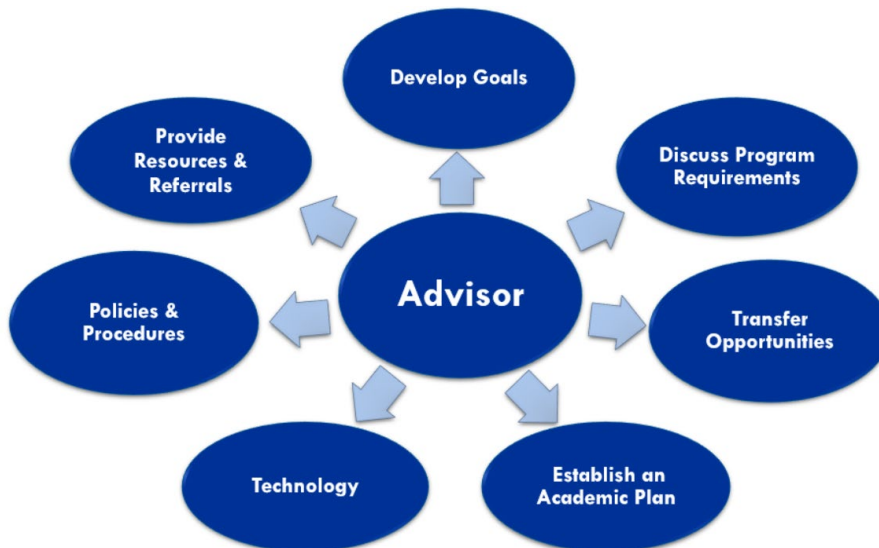 Develop Goals
Provide
Resources &
Referrals
Discuss Program
Requirements
Advisor
Policies &
Procedures
Transfer
Opportunities
Technology
Establish an
Academic Plan